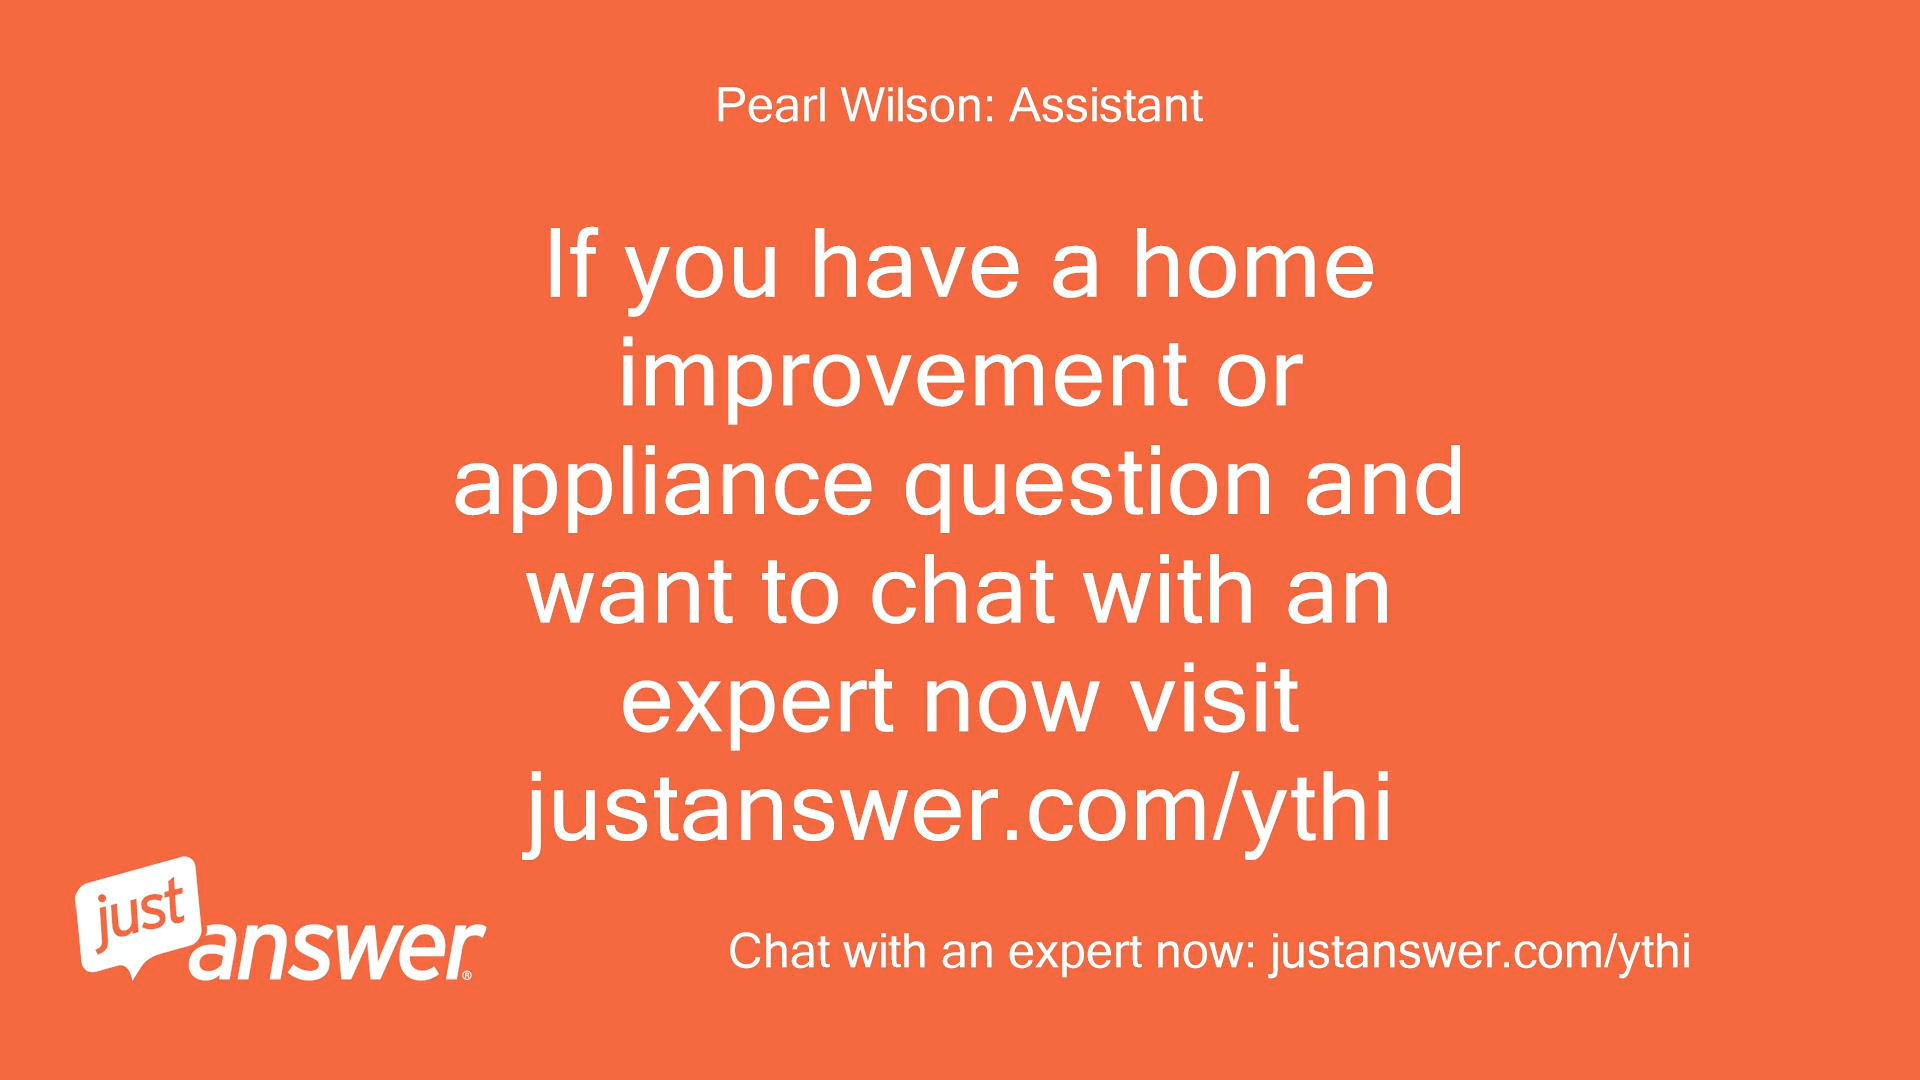 Pearl Wilson: Assistant
If you have a home
improvement or
appliance question and
want to chat with an
expert now visit
justanswer.com/ythi
just
answer®
Chat with an expert now: justanswer.com/ythi